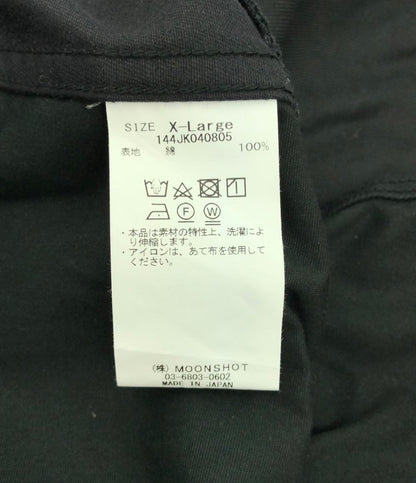 SIZE X-Large
144JK040805
表地 綿 100%
・本品は素材の特性上、洗濯によ
り伸縮します。
・アイロンは、あて布を使用して
ください。
(株) MOONSHOT
03-6803-0602
MADE IN JAPAN